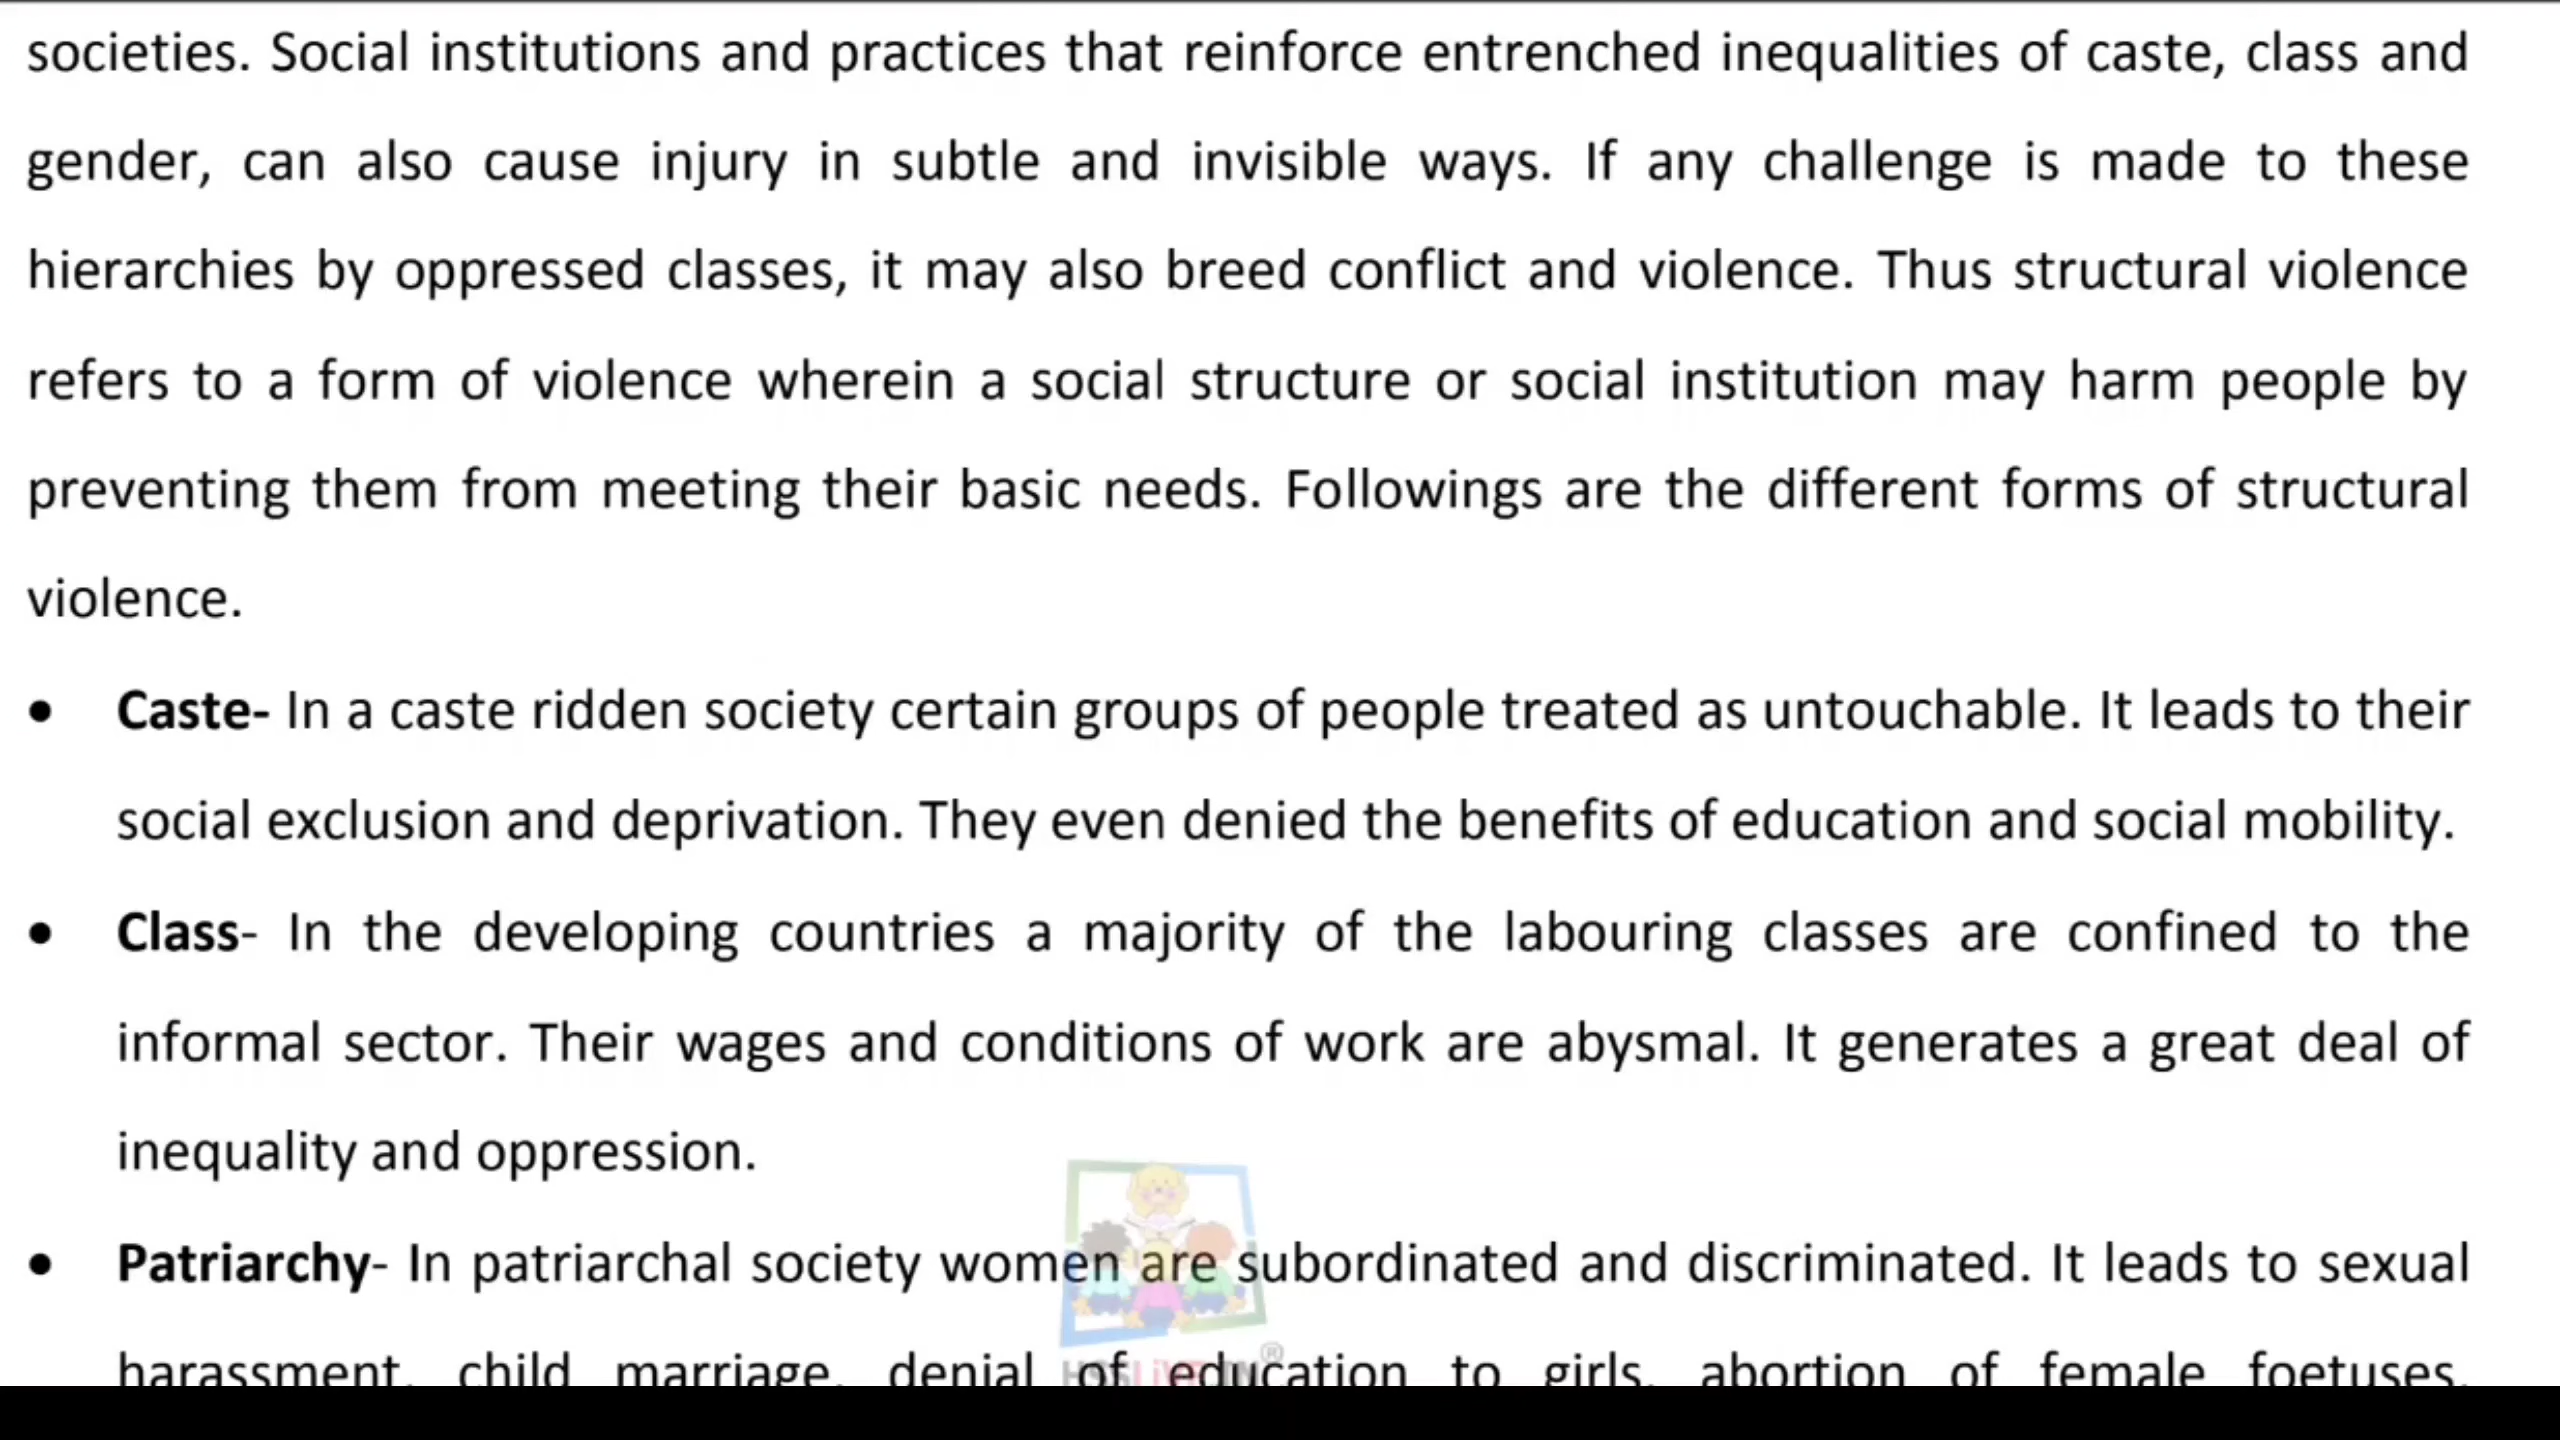 societies. Social institutions and practices that reinforce entrenched inequalities of caste, class and
gender, can also cause injury in subtle and invisible ways. If any challenge is made to these
hierarchies by oppressed classes, it may also breed conflict and violence. Thus structural violence
refers to a form of violence wherein a social structure or social institution may harm people by
preventing them from meeting their basic needs. Followings are the different forms of structural
violence.
• Caste- In a caste ridden society certain groups of people treated as untouchable. It leads to their
social exclusion and deprivation. They even denied the benefits of education and social mobility.
• Class- In the developing countries a majority of the labouring classes are confined to the
informal sector. Their wages and conditions of work are abysmal. It generates a great deal of
inequality and oppression.
• Patriarchy- In patriarchal society women are subordinated and discriminated. It leads to sexual
harassment, child marriage, denial of education to girls, abortion of female foetuses,
HSSLiVE.IN®